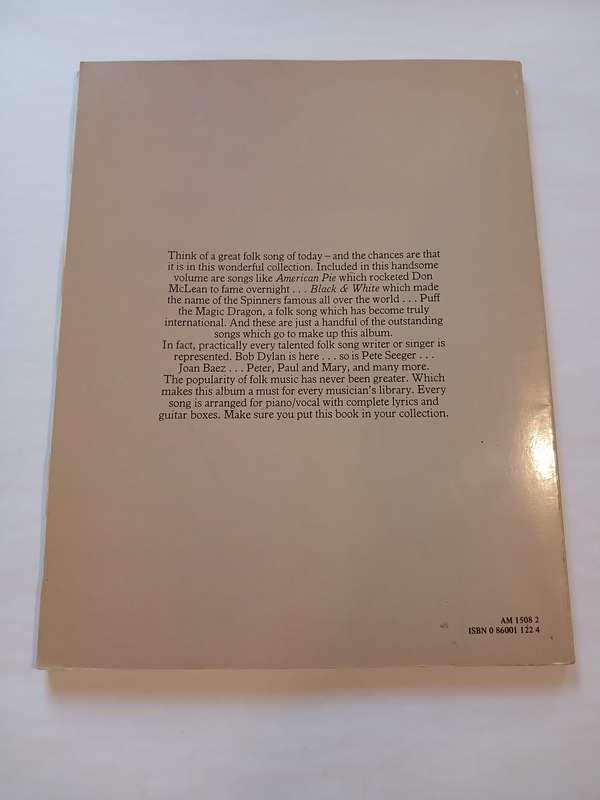 Think of a great folk song of today – and the chances are that
it is in this wonderful collection. Included in this handsome
volume are songs like American Pie which rocketed Don
McLean to fame overnight . . . Black & White which made
the name of the Spinners famous all over the world . . . Puff
the Magic Dragon, a folk song which has become truly
international. And these are just a handful of the outstanding
songs which go to make up this album.
In fact, practically every talented folk song writer or singer is
represented. Bob Dylan is here . . . so is Pete Seeger . . .
Joan Baez . . . Peter, Paul and Mary, and many more.
The popularity of folk music has never been greater. Which
makes this album a must for every musician's library. Every
song is arranged for piano/vocal with complete lyrics and
guitar boxes. Make sure you put this book in your collection.
AM 1508 2
ISBN 0 86001 122 4